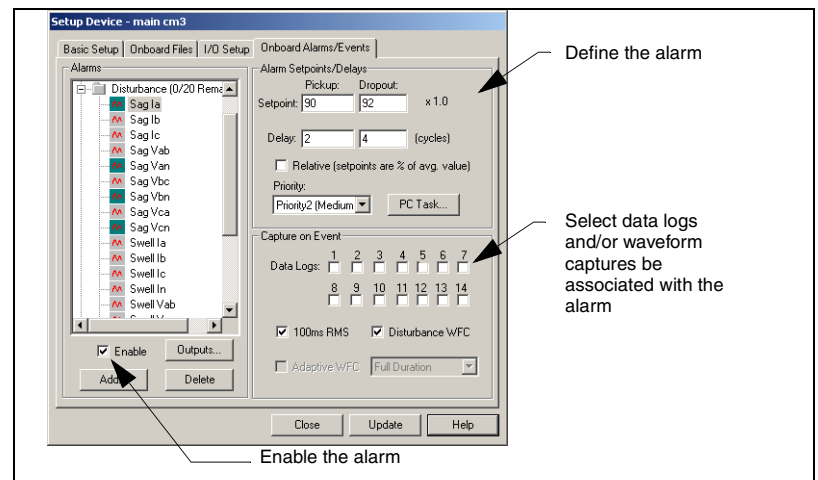 Setup Device - main cm3
Basic Setup Onboard Files I/O Setup Onboard Alarms/Events
Alarms
Disturbance (0/20 Rema
Sag Ia
Sag Ib
Sag Ic
Sag Vab
Sag Van
Sag Vbc
Sag Vbn
Sag Vca
Sag Vcn
Swell Ia
Swell Ib
Swell Ic
Swell In
Swell Vab
Enable Outputs...
Delete
Alarm Setpoints/Delays
Pickup: Dropout:
Setpoint: 90 92 x 1.0
Delay: 2 4 (cycles)
Relative (setpoints are % of avg. value)
Priority:
Priority2 (Medium PC Task...
Capture on Event
1 2 3 4 5 6 7
Data Logs:
8 9 10 11 12 13 14
100ms RMS Disturbance WFC
Adaptive WFC Full Duration
Close Update Help
Define the alarm
Select data logs
and/or waveform
captures be
associated with the
alarm
Enable the alarm